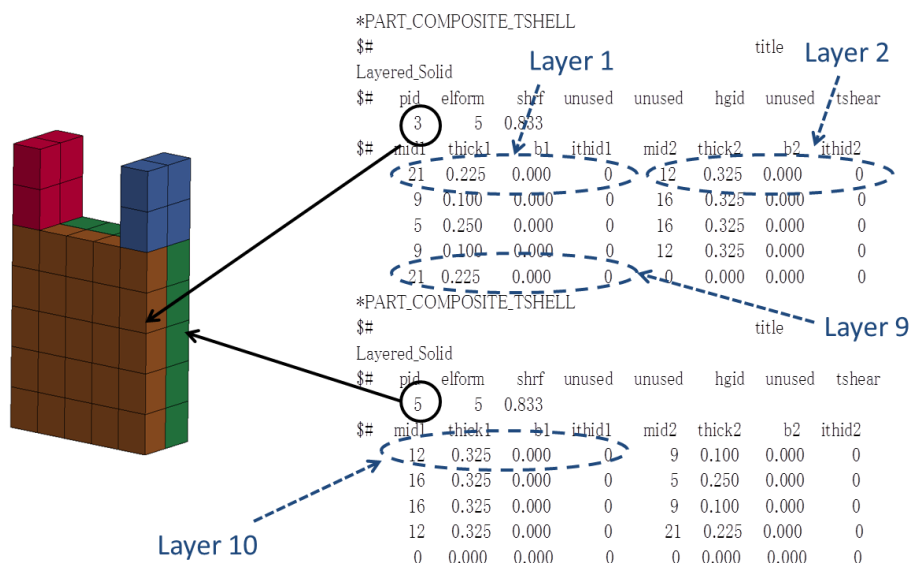 *PART_COMPOSITE_TSHELL
$# title
Layer 1
Layer 2
Layered_Solid
$# pid elform shrf unused unused hgid unused tshear
3 5 0.833
$# mid1 thick1 b1 ithid1 mid2 thick2 b2 ithid2
21 0.225 0.000 0 12 0.325 0.000 0
9 0.100 0.000 0 16 0.325 0.000 0
5 0.250 0.000 0 16 0.325 0.000 0
9 0.100 0.000 0 12 0.325 0.000 0
21 0.225 0.000 0 0 0.000 0.000 0
*PART_COMPOSITE_TSHELL
$# title
Layer 9
Layered_Solid
$# pid elform shrf unused unused hgid unused tshear
5 5 0.833
$# mid1 thick1 b1 ithid1 mid2 thick2 b2 ithid2
12 0.325 0.000 0 9 0.100 0.000 0
16 0.325 0.000 0 5 0.250 0.000 0
16 0.325 0.000 0 9 0.100 0.000 0
12 0.325 0.000 0 21 0.225 0.000 0
Layer 10
0 0.000 0.000 0 0 0.000 0.000 0